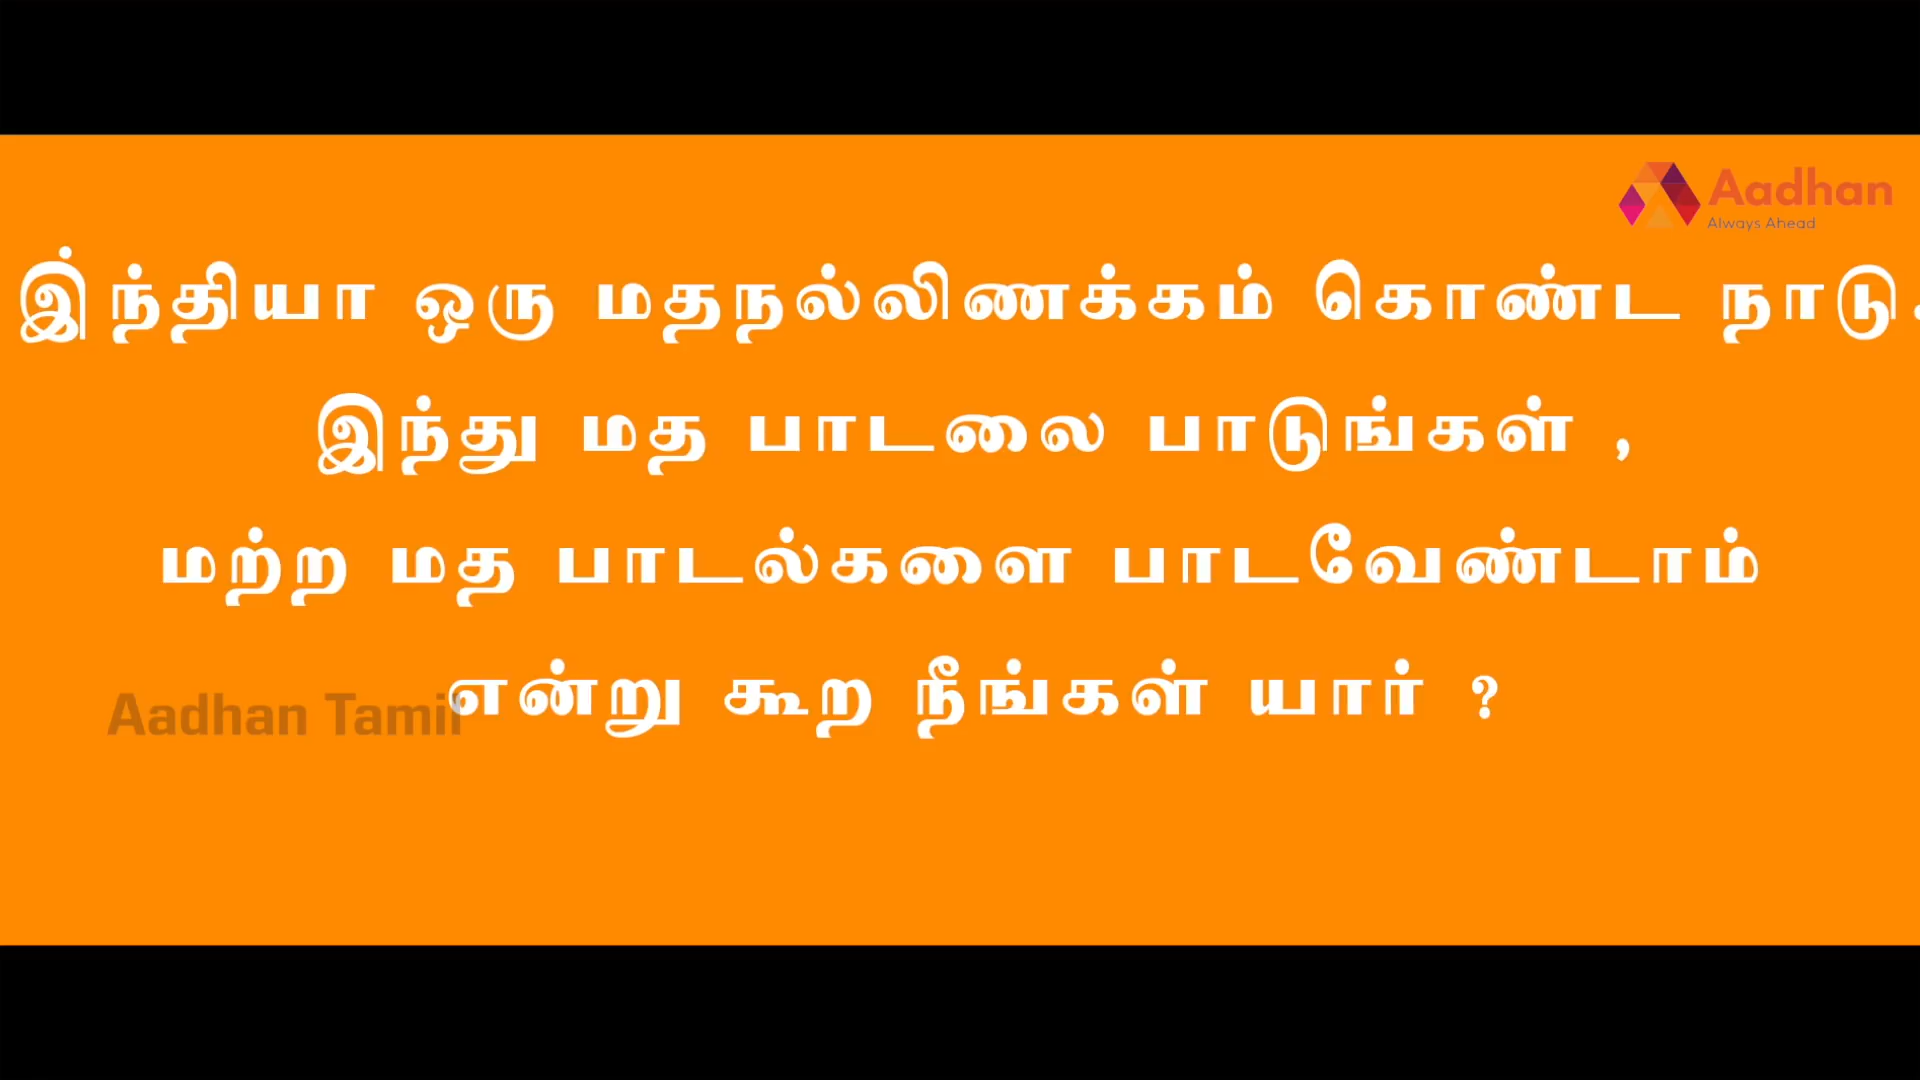 Aadhan
Always Ahead
இந்தியா ஒரு மதநல்லிணக்கம் கொண்ட நாடு.
இந்து மத பாடலை பாடுங்கள் ,
மற்ற மத பாடல்களை பாடவேண்டாம்
என்று கூற நீங்கள் யார் ?
Aadhan Tamil